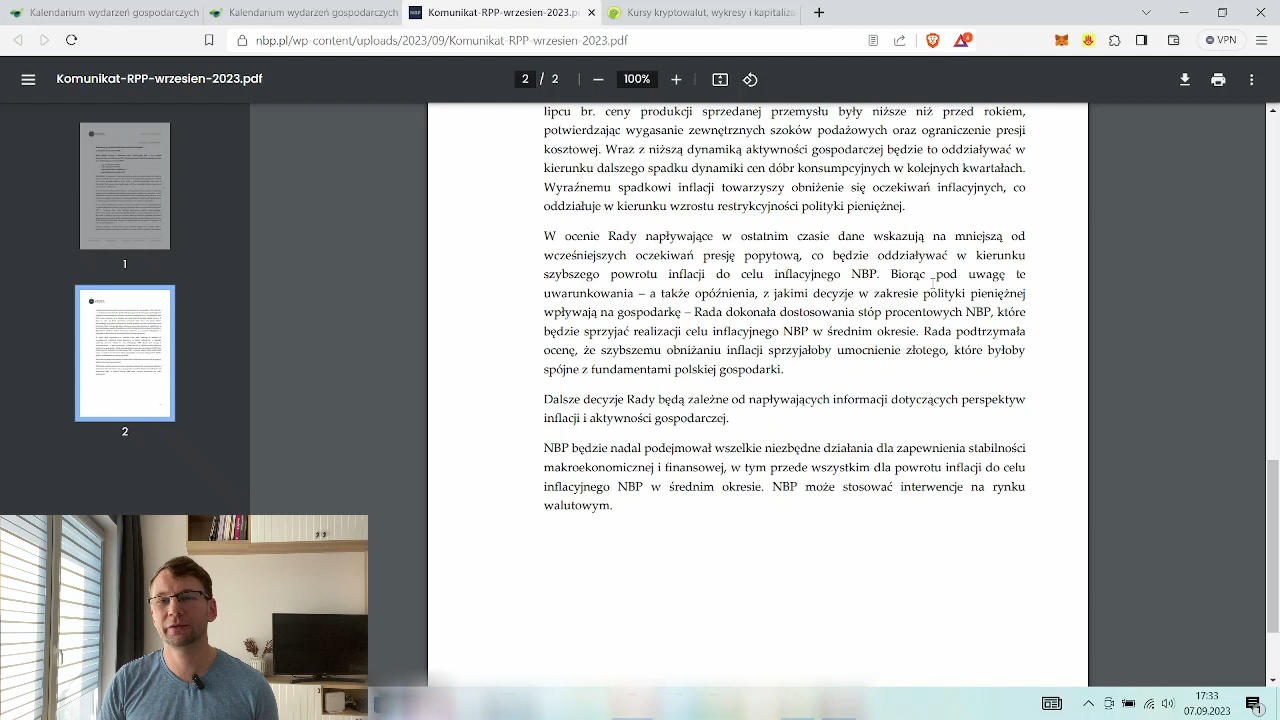 Kalendarium wydarzeń gospodarczych
Kalendarium wydarzeń gospodarczych
Komunikat-RPP-wrzesien-2023.p
Kursy kryptowalut, wykresy i kapitaliza
nbp.pl/wp-content/uploads/2023/09/Komunikat-RPP-wrzesien-2023.pdf
4
VPN
Komunikat-RPP-wrzesien-2023.pdf
2 / 2
100%
1
2
lipcu br. ceny produkcji sprzedanej przemysłu były niższe niż przed rokiem,
potwierdzając wygasanie zewnętrznych szoków podażowych oraz ograniczenie presji
kosztowej. Wraz z niższą dynamiką aktywności gospodarczej będzie to oddziaływać w
kierunku dalszego spadku dynamiki cen dóbr konsumpcyjnych w kolejnych kwartałach.
Wyraźnemu spadkowi inflacji towarzyszy obniżenie się oczekiwań inflacyjnych, co
oddziałuje w kierunku wzrostu restrykcyjności polityki pieniężnej.
W ocenie Rady napływające w ostatnim czasie dane wskazują na mniejszą od
wcześniejszych oczekiwań presję popytową, co będzie oddziaływać w kierunku
szybszego powrotu inflacji do celu inflacyjnego NBP. Biorąc pod uwagę te
uwarunkowania – a także opóźnienia, z jakimi decyzje w zakresie polityki pieniężnej
wpływają na gospodarkę – Rada dokonała dostosowania stóp procentowych NBP, które
będzie sprzyjać realizacji celu inflacyjnego NBP w średnim okresie. Rada podtrzymała
ocenę, że szybszemu obniżaniu inflacji sprzyjałoby umocnienie złotego, które byłoby
spójne z fundamentami polskiej gospodarki.
Dalsze decyzje Rady będą zależne od napływających informacji dotyczących perspektyw
inflacji i aktywności gospodarczej.
NBP będzie nadal podejmował wszelkie niezbędne działania dla zapewnienia stabilności
makroekonomicznej i finansowej, w tym przede wszystkim dla powrotu inflacji do celu
inflacyjnego NBP w średnim okresie. NBP może stosować interwencje na rynku
walutowym.
17:33
07.09.2023